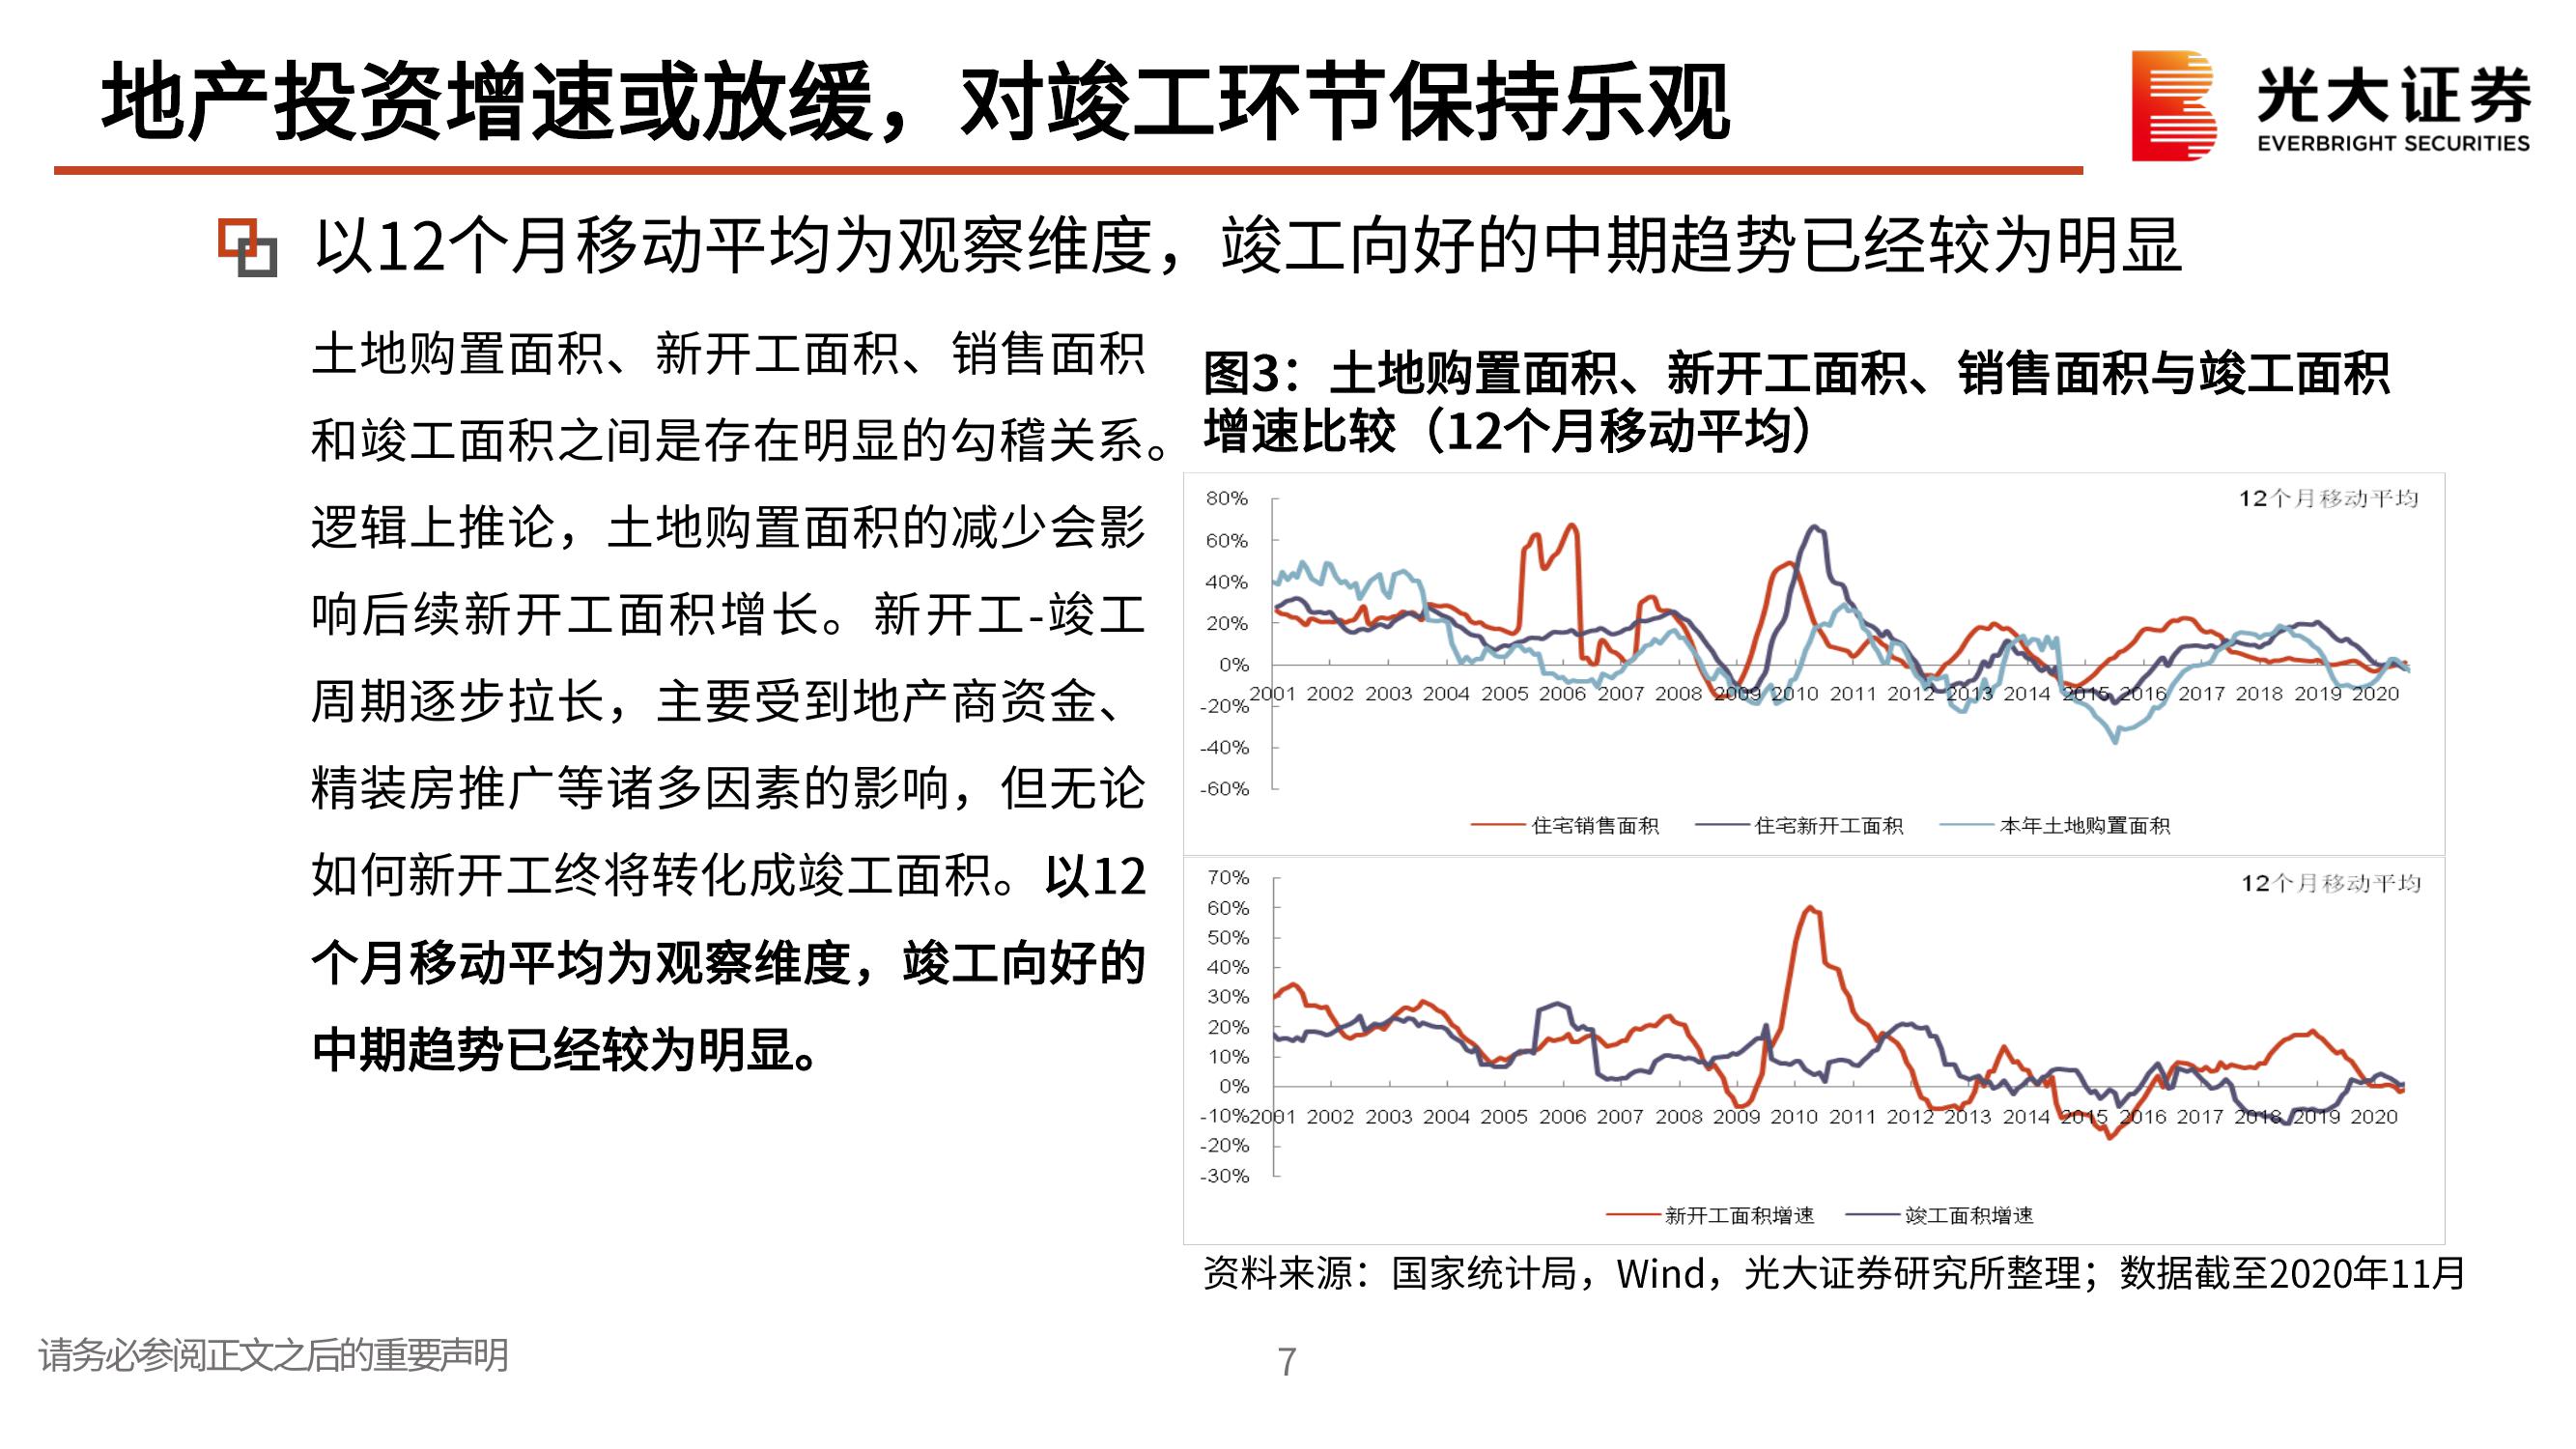 地产投资增速或放缓，对竣工环节保持乐观
光大证券
EVERBRIGHT SECURITIES
以12个月移动平均为观察维度，竣工向好的中期趋势已经较为明显
土地购置面积、新开工面积、销售面积
和竣工面积之间是存在明显的勾稽关系。
逻辑上推论，土地购置面积的减少会影
响后续新开工面积增长。新开工-竣工
周期逐步拉长，主要受到地产商资金、
精装房推广等诸多因素的影响，但无论
如何新开工终将转化成竣工面积。以12
个月移动平均为观察维度，竣工向好的
中期趋势已经较为明显。
图3：土地购置面积、新开工面积、销售面积与竣工面积
增速比较（12个月移动平均）
12个月移动平均
80%
60%
40%
20%
0%
-20%
-40%
-60%
2001 2002 2003 2004 2005 2006 2007 2008 2009 2010 2011 2012 2013 2014 2015 2016 2017 2018 2019 2020
住宅销售面积 住宅新开工面积 本年土地购置面积
12个月移动平均
70%
60%
50%
40%
30%
20%
10%
0%
-10%
-20%
-30%
2001 2002 2003 2004 2005 2006 2007 2008 2009 2010 2011 2012 2013 2014 2015 2016 2017 2018 2019 2020
新开工面积增速 竣工面积增速
资料来源：国家统计局，Wind，光大证券研究所整理；数据截至2020年11月
请务必参阅正文之后的重要声明
7